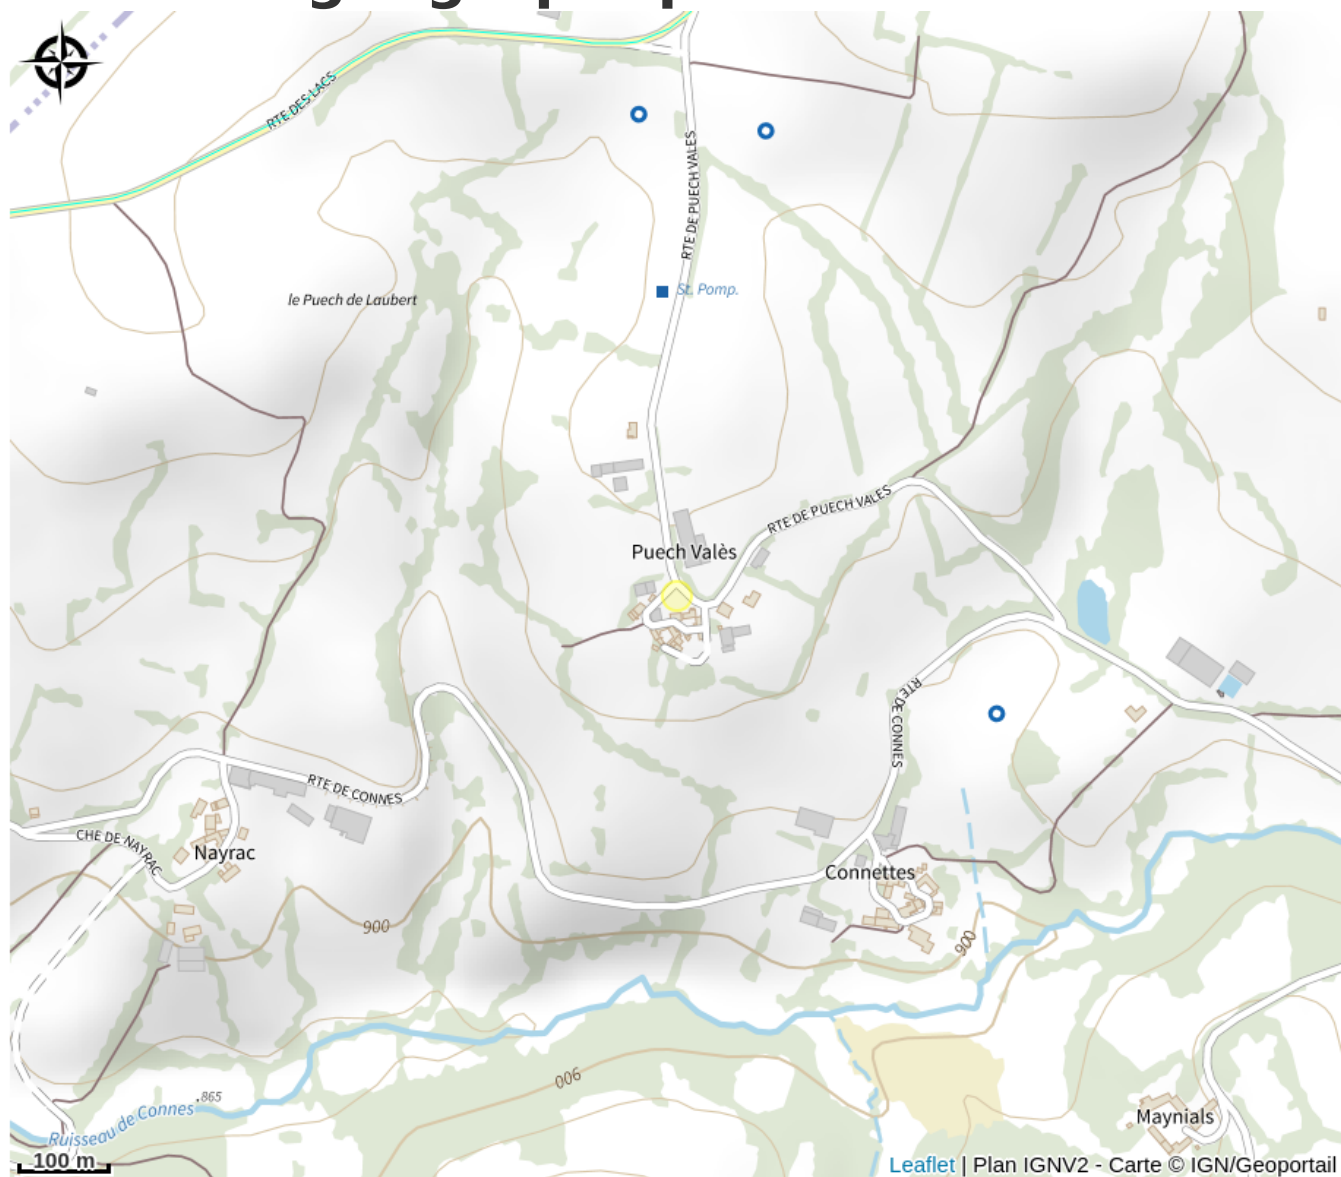 RTE DES LACS
RTE DE PUECH VALES
le Puech de Laubert
St. Pomp.
RTE DE PUECH VALES
Puech Valès
RTE DE CONNES
RTE DE CONNES
CHE DE NAYRAC
Nayrac
Connettes
900
900
900
865
Ruisseau de Connes
Maynials
100 m
Leaflet | Plan IGNV2 - Carte © IGN/Geoportail